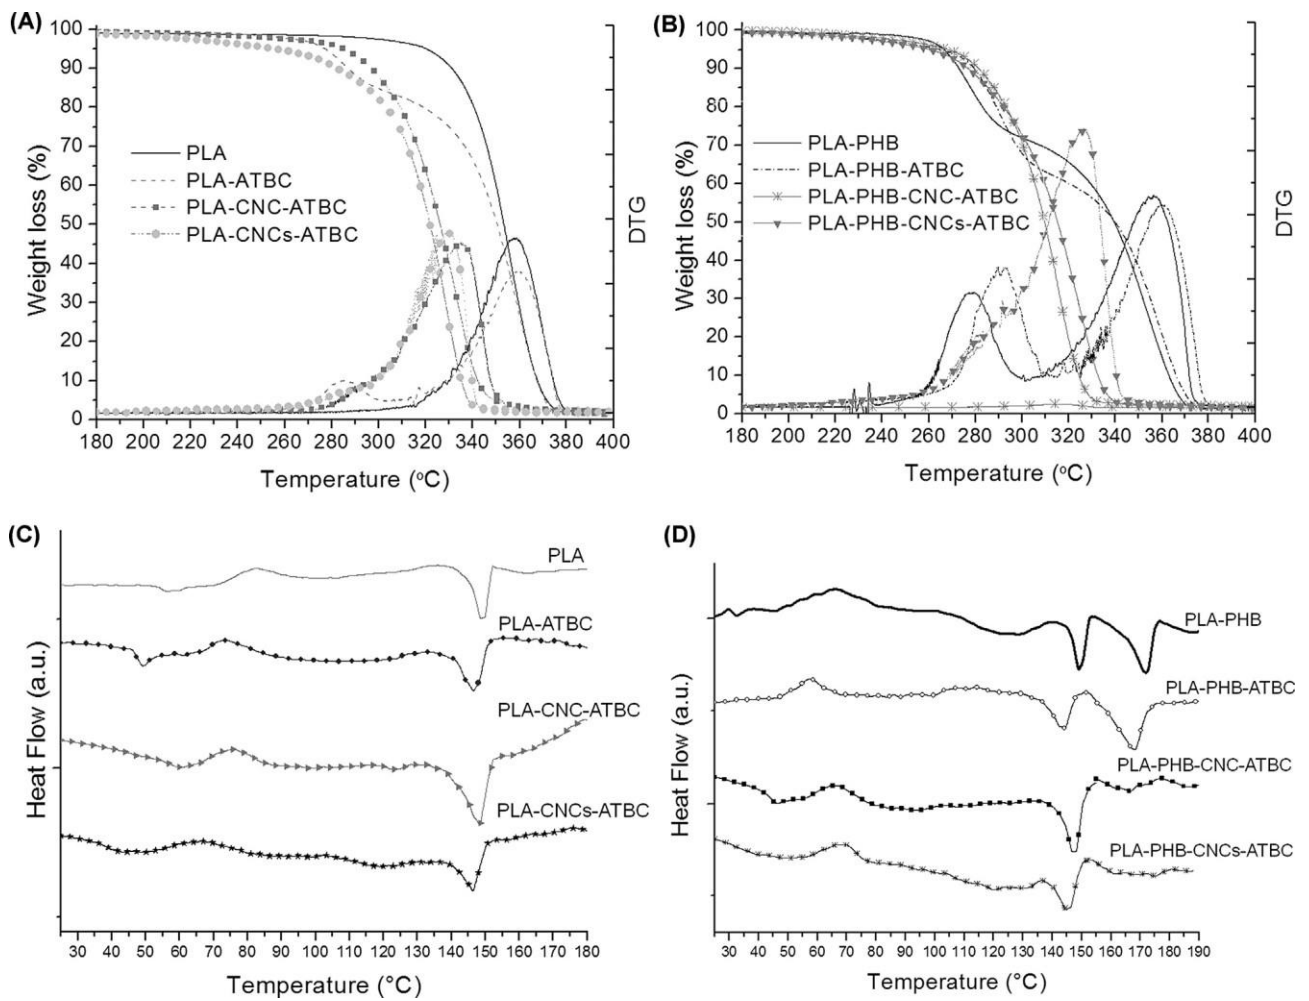 (A)
100
90
80
70
60
50
40
30
20
10
0
Weight loss (%)
PLA
PLA-ATBC
PLA-CNC-ATBC
PLA-CNCs-ATBC
DTG
180 200 220 240 260 280 300 320 340 360 380 400
Temperature (°C)
(B)
100
90
80
70
60
50
40
30
20
10
0
Weight loss (%)
PLA-PHB
PLA-PHB-ATBC
PLA-PHB-CNC-ATBC
PLA-PHB-CNCs-ATBC
DTG
180 200 220 240 260 280 300 320 340 360 380 400
Temperature (°C)
(C)
Heat Flow (a.u.)
PLA
PLA-ATBC
PLA-CNC-ATBC
PLA-CNCs-ATBC
30 40 50 60 70 80 90 100 110 120 130 140 150 160 170 180
Temperature (°C)
(D)
Heat Flow (a.u.)
PLA-PHB
PLA-PHB-ATBC
PLA-PHB-CNC-ATBC
PLA-PHB-CNCs-ATBC
30 40 50 60 70 80 90 100 110 120 130 140 150 160 170 180 190
Temperature (°C)